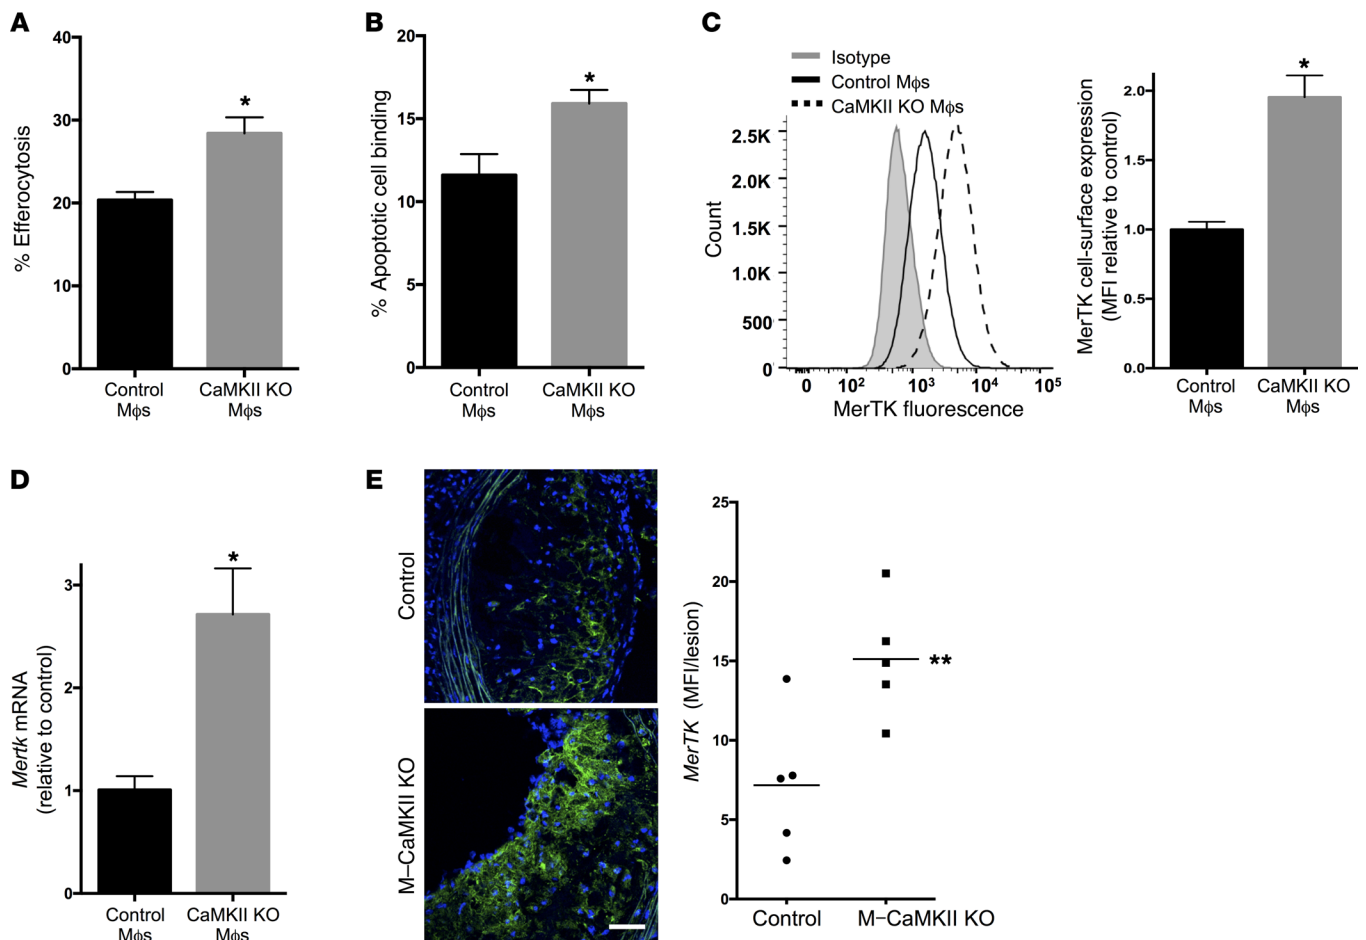 A
% Efferocytosis
40
30
20
10
0
*
Control
Mϕs
CaMKII KO
Mϕs
B
% Apoptotic cell binding
20
15
10
5
0
*
Control
Mϕs
CaMKII KO
Mϕs
C
Isotype
Control Mϕs
CaMKII KO Mϕs
Count
2.5K
2.0K
1.5K
1.0K
500
0
0 10² 10³ 10⁴ 10⁵
MerTK fluorescence
MerTK cell-surface expression
(MFI relative to control)
2.0
1.5
1.0
0.5
0.0
*
Control
Mϕs
CaMKII KO
Mϕs
D
Mertk mRNA
(relative to control)
3
2
1
0
*
Control
Mϕs
CaMKII KO
Mϕs
E
Control
M–CaMKII KO
MerTK (MFI/lesion)
25
20
15
10
5
0
**
Control
M–CaMKII KO